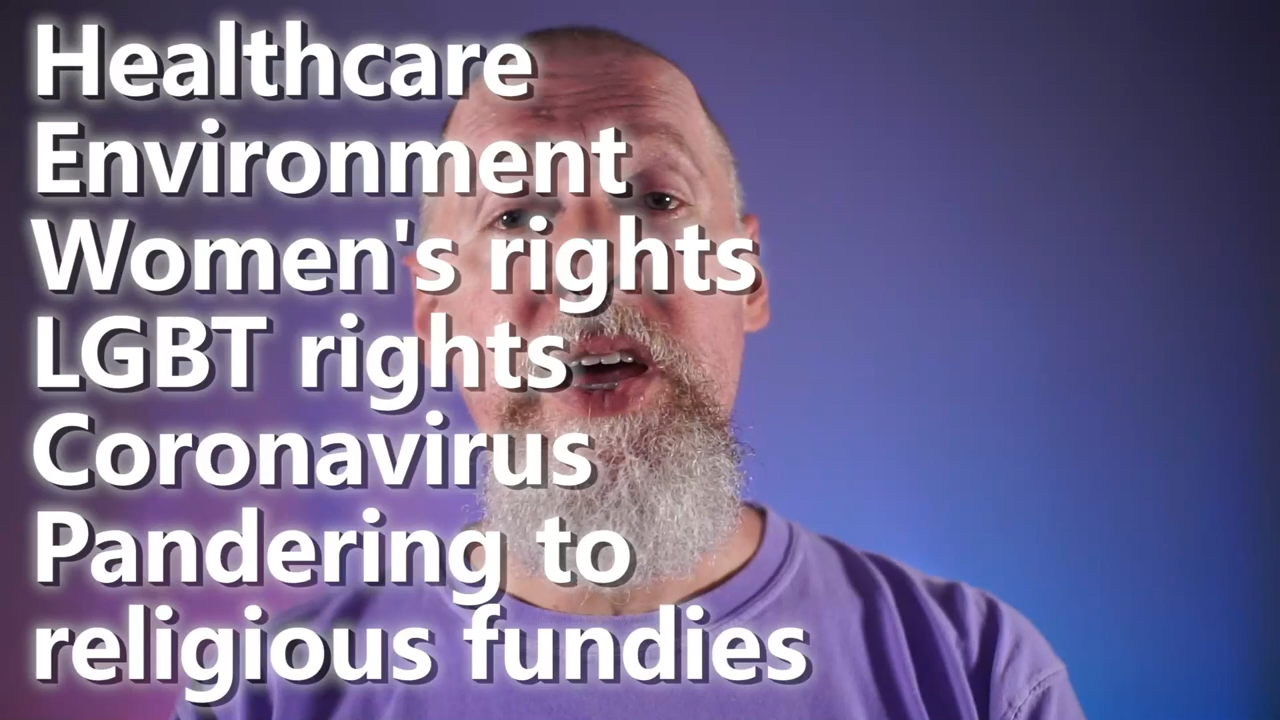 Healthcare
Environment
Women's rights
LGBT rights
Coronavirus
Pandering to
religious fundies